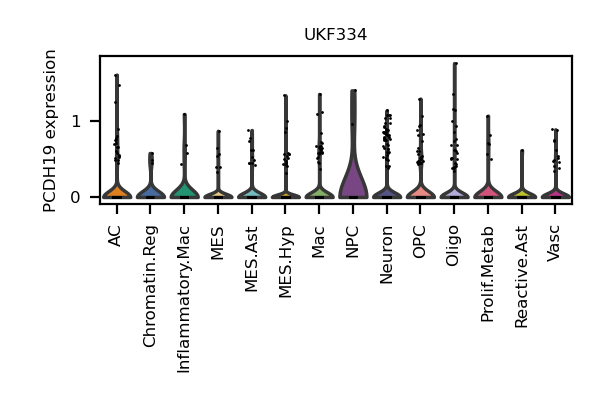 UKF334
PCDH19 expression
1
0
AC
Chromatin.Reg
Inflammatory.Mac
MES
MES.Ast
MES.Hyp
Mac
NPC
Neuron
OPC
Oligo
Prolif.Metab
Reactive.Ast
Vasc